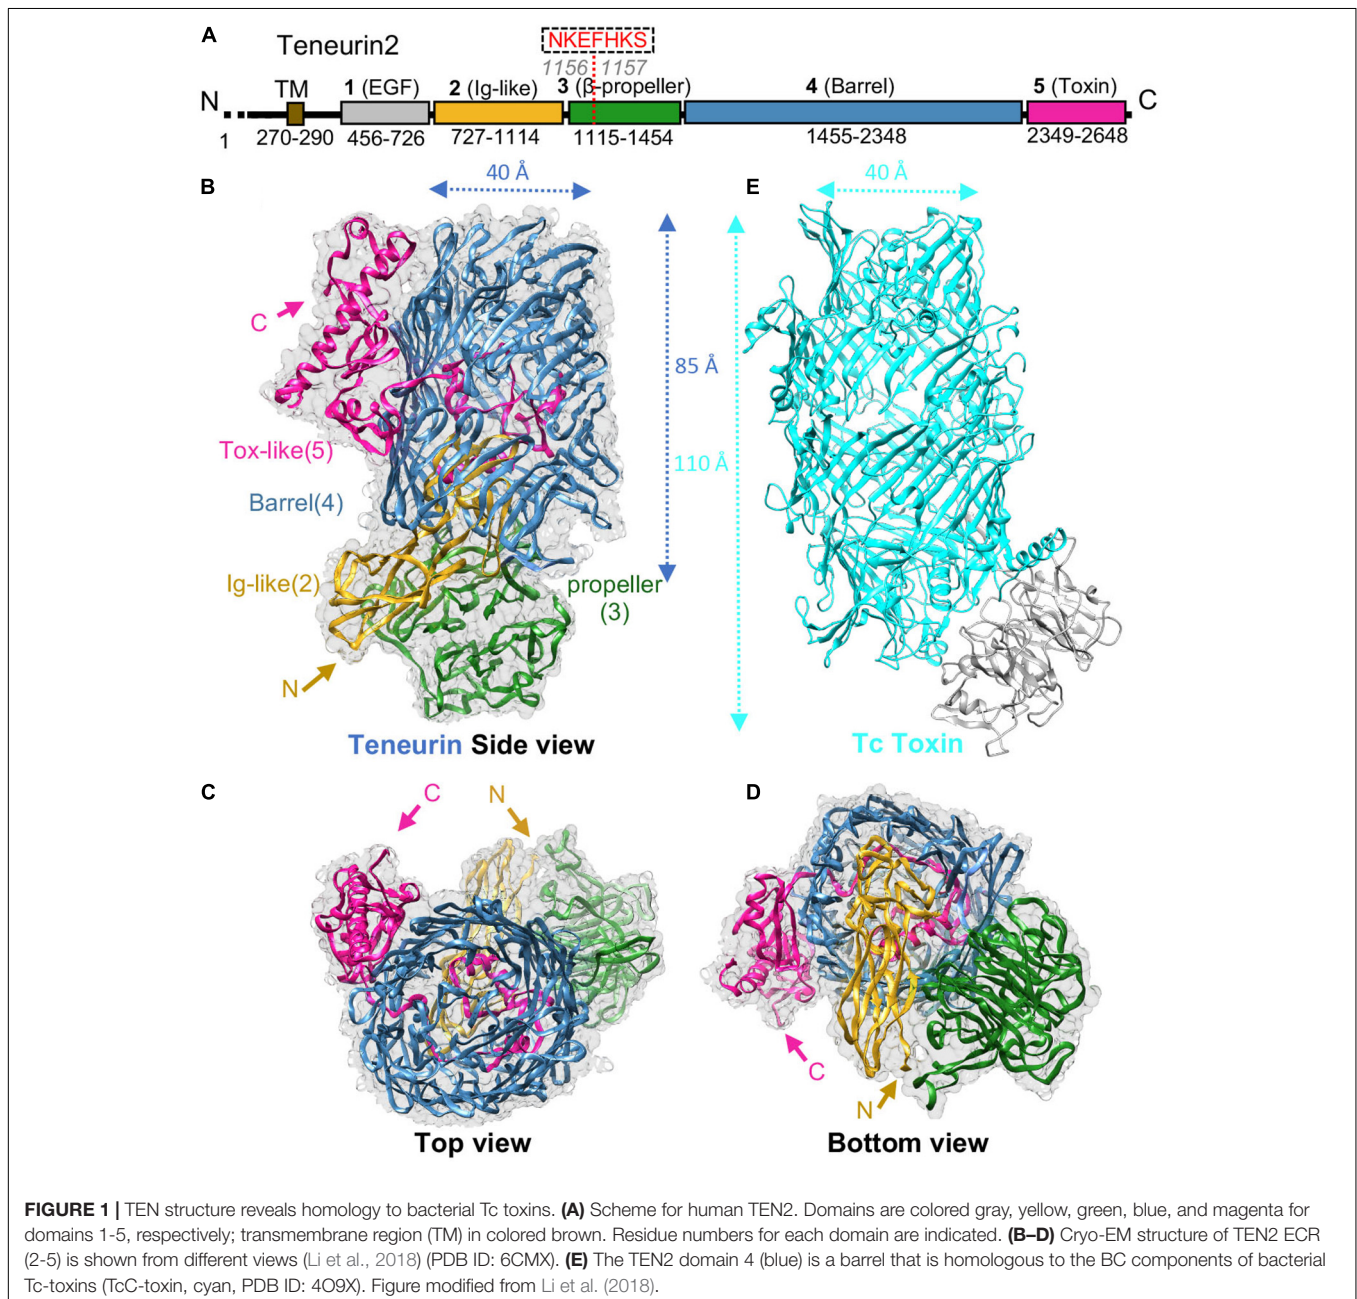 A
Teneurin2
NKEFHKS
1156 1157
N
TM
1 (EGF)
2 (Ig-like)
3 (β-propeller)
4 (Barrel)
5 (Toxin)
C
1
270-290
456-726
727-1114
1115-1454
1455-2348
2349-2648
B
40 Å
E
40 Å
C
85 Å
110 Å
Tox-like(5)
Barrel(4)
Ig-like(2)
propeller
(3)
N
Teneurin Side view
Tc Toxin
C
C
N
D
C
N
Top view
Bottom view
FIGURE 1 | TEN structure reveals homology to bacterial Tc toxins. (A) Scheme for human TEN2. Domains are colored gray, yellow, green, blue, and magenta for
domains 1-5, respectively; transmembrane region (TM) in colored brown. Residue numbers for each domain are indicated. (B–D) Cryo-EM structure of TEN2 ECR
(2-5) is shown from different views (Li et al., 2018) (PDB ID: 6CMX). (E) The TEN2 domain 4 (blue) is a barrel that is homologous to the BC components of bacterial
Tc-toxins (TcC-toxin, cyan, PDB ID: 4O9X). Figure modified from Li et al. (2018).